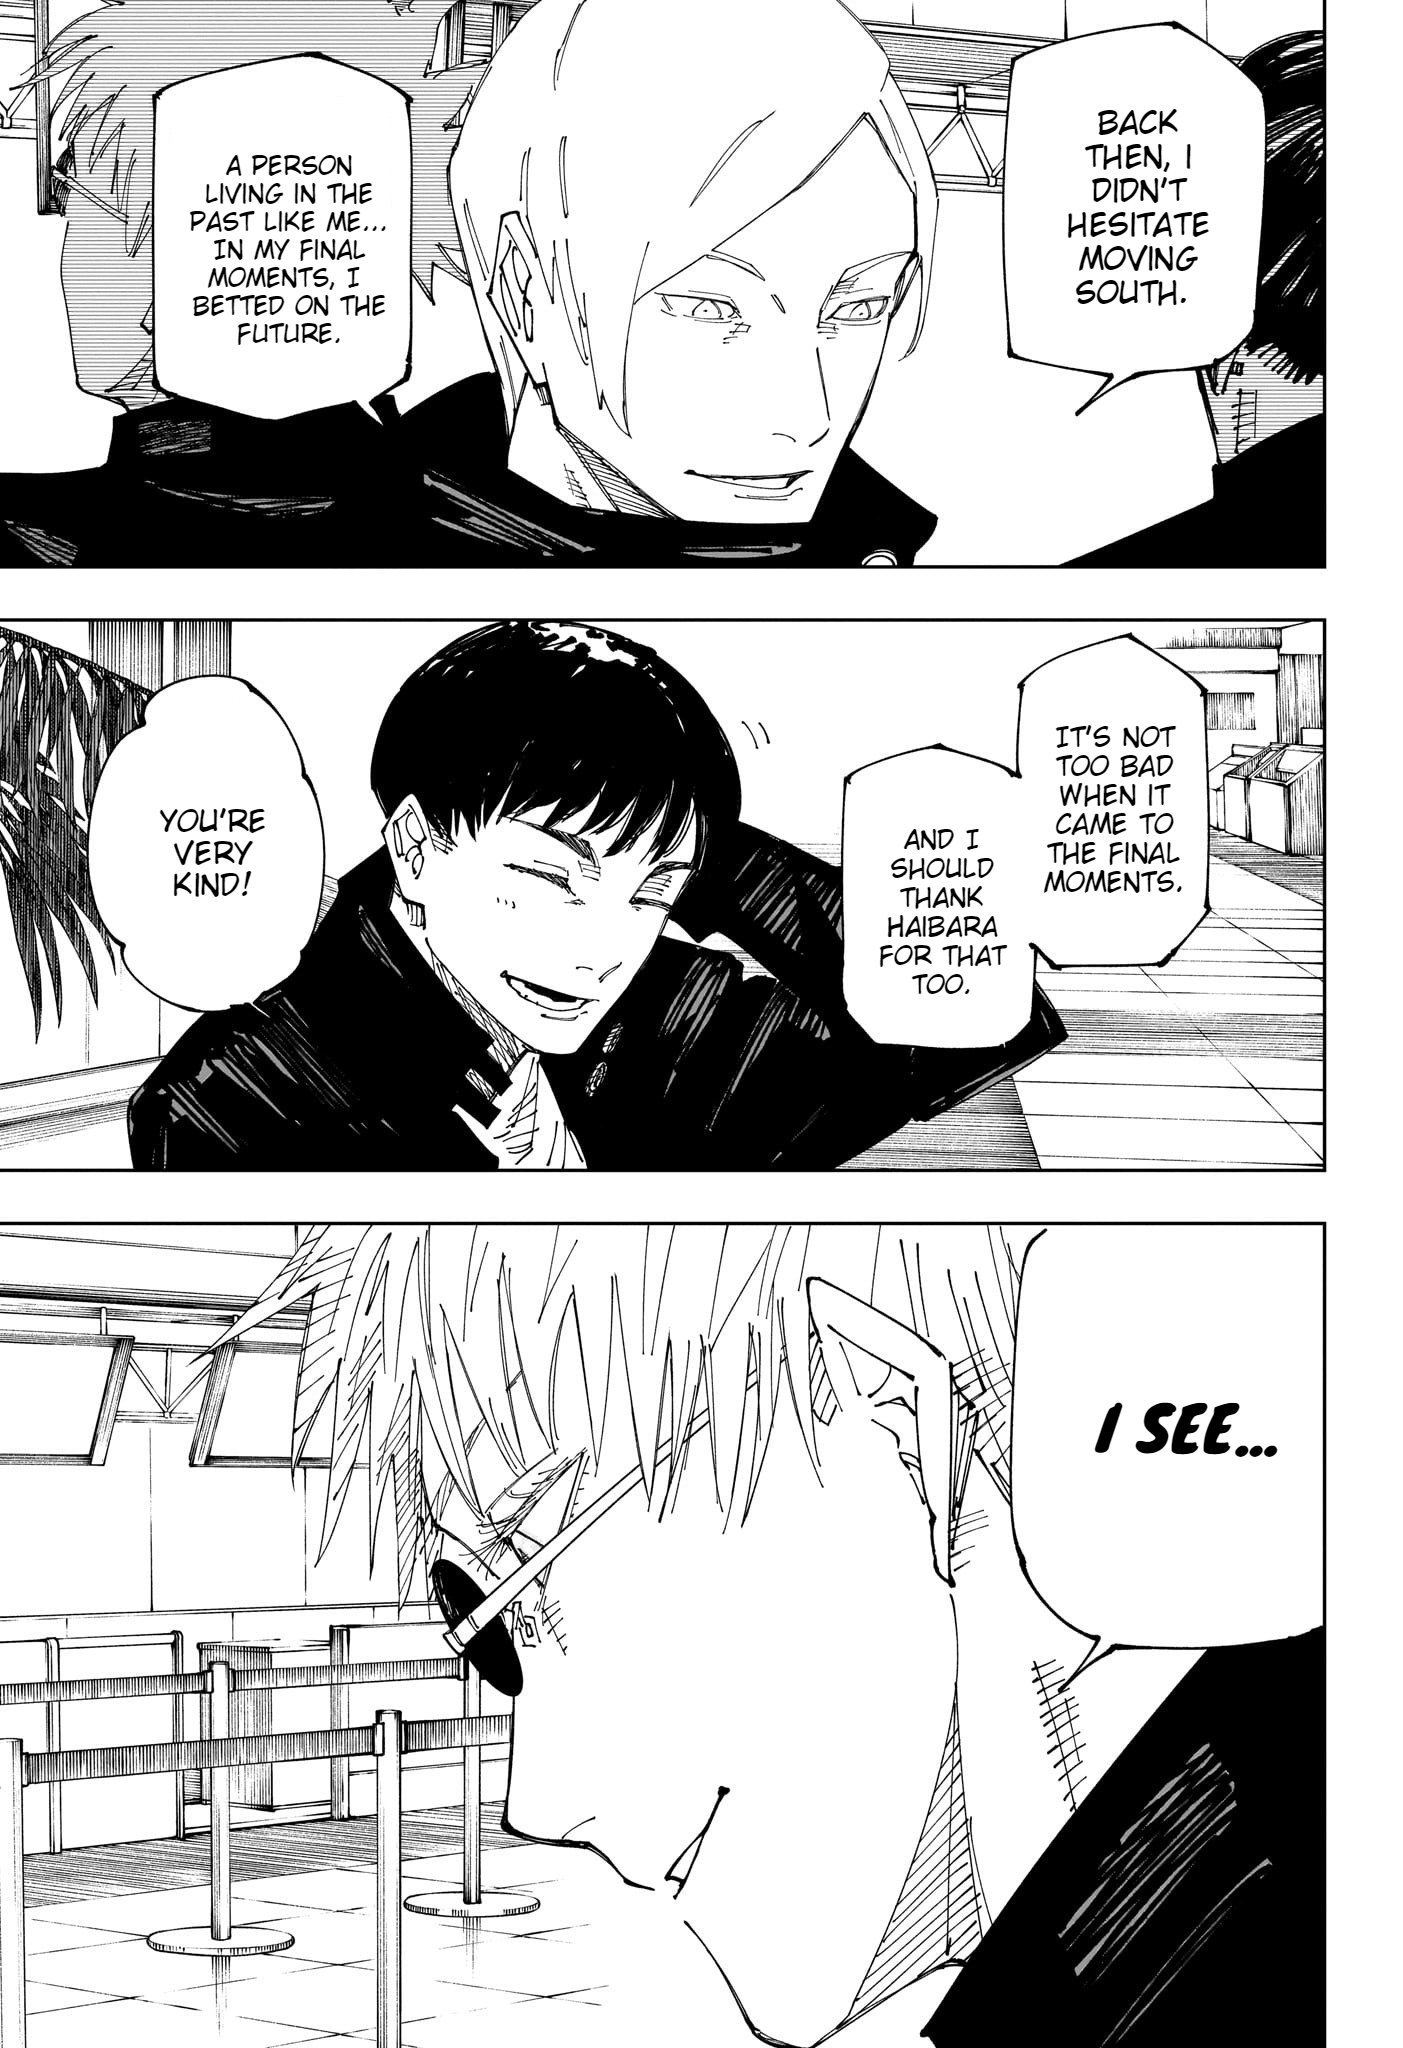 BACK
THEN, I
DIDN'T
HESITATE
MOVING
SOUTH.
A PERSON
LIVING IN THE
PAST LIKE ME...
IN MY FINAL
MOMENTS, I
BETTED ON THE
FUTURE.
IT'S NOT
TOO BAD
WHEN IT
CAME TO
THE FINAL
MOMENTS.
AND I
SHOULD
THANK
HAIBARA
FOR THAT
TOO.
YOU'RE
VERY
KIND!
I SEE...